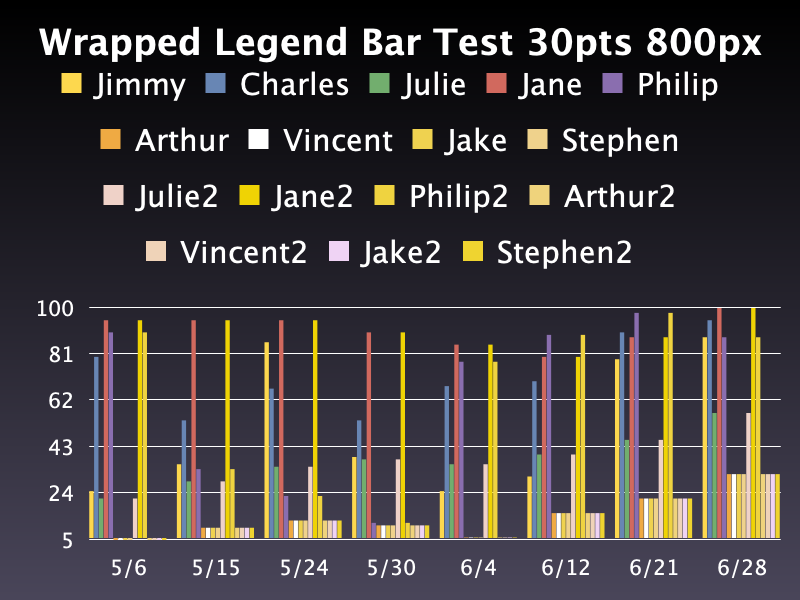 Wrapped Legend Bar Test 30pts 800px
Jimmy Charles Julie Jane Philip
Arthur Vincent Jake Stephen
Julie2 Jane2 Philip2 Arthur2
Vincent2 Jake2 Stephen2
100
81
62
43
24
5
5/6 5/15 5/24 5/30 6/4 6/12 6/21 6/28